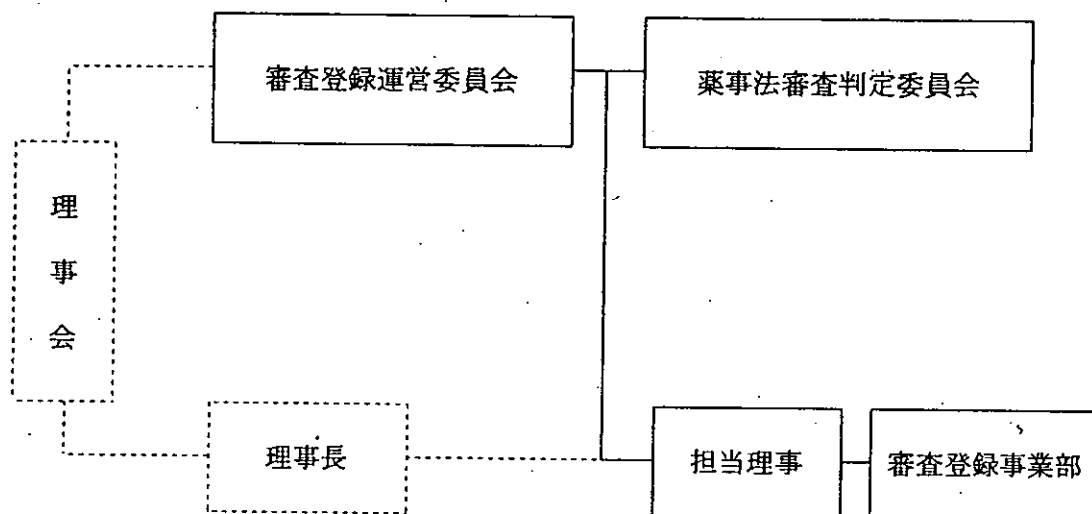 審査登録運営委員会
薬事法審査判定委員会
理事会
理事長
担当理事
審査登録事業部